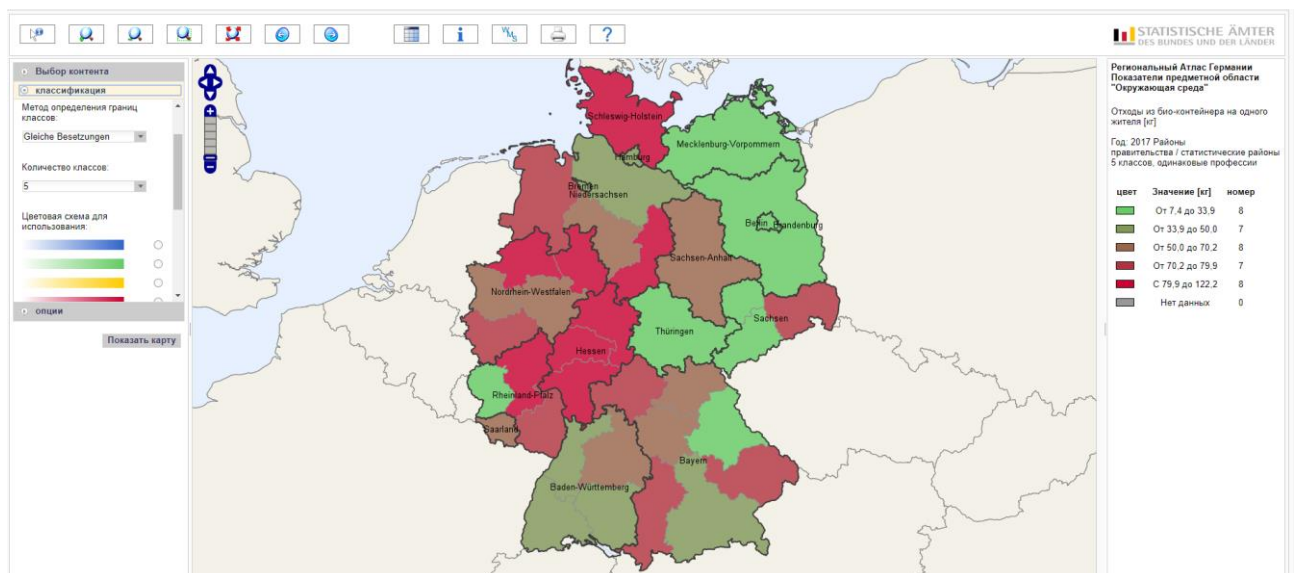 i
WMS
?
STATISTISCHE ÄMTER
DES BUNDES UND DER LÄNDER
Выбор контента
классификация
Метод определения границ
классов:
Gleiche Besetzungen
Количество классов:
5
Цветовая схема для
использования:
опции
Показать карту
Schleswig-Holstein
Hamburg
Mecklenburg-Vorpommern
Bremen
Niedersachsen
Berlin
Brandenburg
Sachsen-Anhalt
Nordrhein-Westfalen
Sachsen
Thüringen
Hessen
Rheinland-Pfalz
Saarland
Bayern
Baden-Württemberg
Региональный Атлас Германии
Показатели предметной области
"Окружающая среда"
Отходы из био-контейнера на одного
жителя [кг]
Год: 2017 Районы
правительства / статистические районы
5 классов, одинаковые профессии
цвет Значение [кг] номер
От 7,4 до 33,9 8
От 33,9 до 50,0 7
От 50,0 до 70,2 8
От 70,2 до 79,9 7
С 79,9 до 122,2 8
Нет данных 0